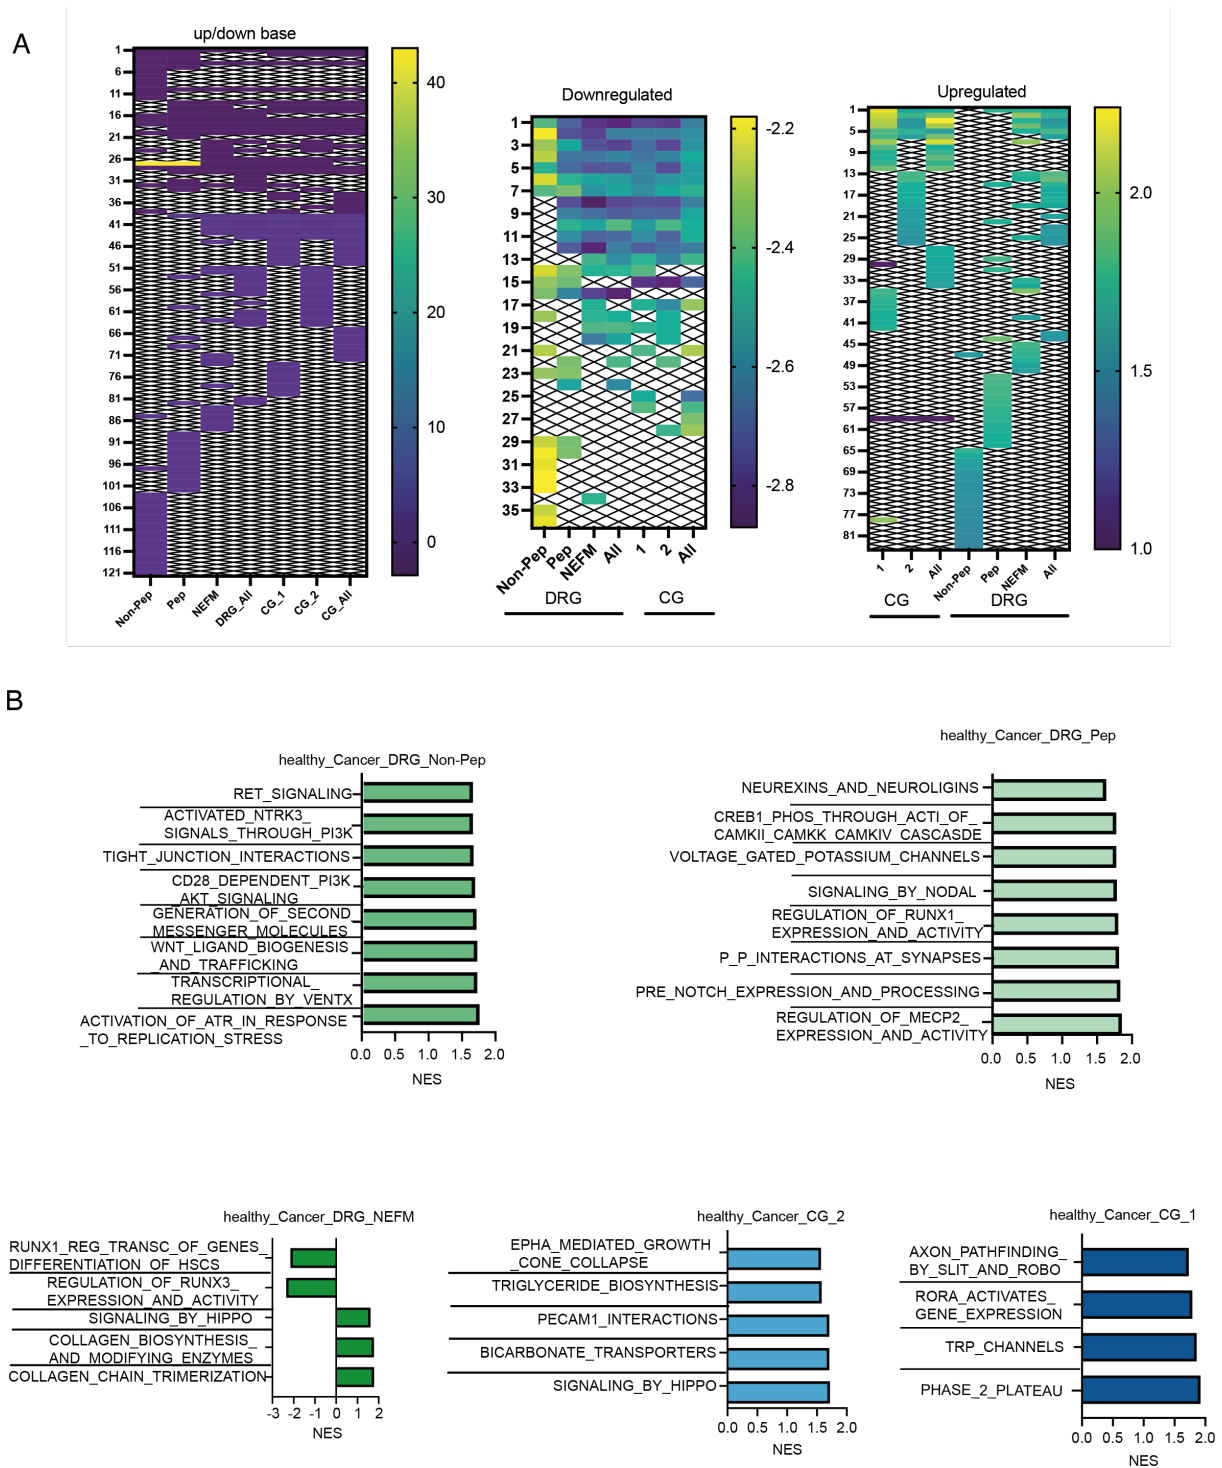 A
up/down base
1
6
11
16
21
26
31
36
41
46
51
56
61
66
71
76
81
86
91
96
101
106
111
116
121
Non-Pep
Pep
NEFM
DRG_All
CG_1
CG_2
CG_All
40
30
20
10
0
Downregulated
1
3
5
7
9
11
13
15
17
19
21
23
25
27
29
31
33
35
Non-Pep
Pep
NEFM
All
1
2
All
DRG
CG
-2.2
-2.4
-2.6
-2.8
Upregulated
1
5
9
13
17
21
25
29
33
37
41
45
49
53
57
61
65
69
73
77
81
1
2
All
Non-Pep
Pep
NEFM
All
CG
DRG
2.0
1.5
1.0
B
healthy_Cancer_DRG_Non-Pep
RET_SIGNALING
ACTIVATED_NTRK3_
SIGNALS_THROUGH_PI3K
TIGHT_JUNCTION_INTERACTIONS
CD28_DEPENDENT_PI3K
_AKT_SIGNALING
GENERATION_OF_SECOND_
MESSENGER_MOLECULES
WNT_LIGAND_BIOGENESIS
_AND_TRAFFICKING
TRANSCRIPTIONAL_
REGULATION_BY_VENTX
ACTIVATION_OF_ATR_IN_RESPONSE
_TO_REPLICATION_STRESS
0.0 0.5 1.0 1.5 2.0
NES
healthy_Cancer_DRG_Pep
NEUREXINS_AND_NEUROLIGINS
CREB1_PHOS_THROUGH_ACTI_OF_
CAMKII_CAMKK_CAMKIV_CASCASDE
VOLTAGE_GATED_POTASSIUM_CHANNELS
SIGNALING_BY_NODAL
REGULATION_OF_RUNX1_
EXPRESSION_AND_ACTIVITY
P_P_INTERACTIONS_AT_SYNAPSES
PRE_NOTCH_EXPRESSION_AND_PROCESSING
REGULATION_OF_MECP2_
EXPRESSION_AND_ACTIVITY
0.0 0.5 1.0 1.5 2.0
NES
healthy_Cancer_DRG_NEFM
RUNX1_REG_TRANSC_OF_GENES_
DIFFERENTIATION_OF_HSCS
REGULATION_OF_RUNX3_
EXPRESSION_AND_ACTIVITY
SIGNALING_BY_HIPPO
COLLAGEN_BIOSYNTHESIS_
AND_MODIFYING_ENZYMES
COLLAGEN_CHAIN_TRIMERIZATION
-3 -2 -1 0 1 2
NES
healthy_Cancer_CG_2
EPHA_MEDIATED_GROWTH
_CONE_COLLAPSE
TRIGLYCERIDE_BIOSYNTHESIS
PECAM1_INTERACTIONS
BICARBONATE_TRANSPORTERS
SIGNALING_BY_HIPPO
0.0 0.5 1.0 1.5 2.0
NES
healthy_Cancer_CG_1
AXON_PATHFINDING_
BY_SLIT_AND_ROBO
RORA_ACTIVATES_
GENE_EXPRESSION
TRP_CHANNELS
PHASE_2_PLATEAU
0.0 0.5 1.0 1.5 2.0
NES